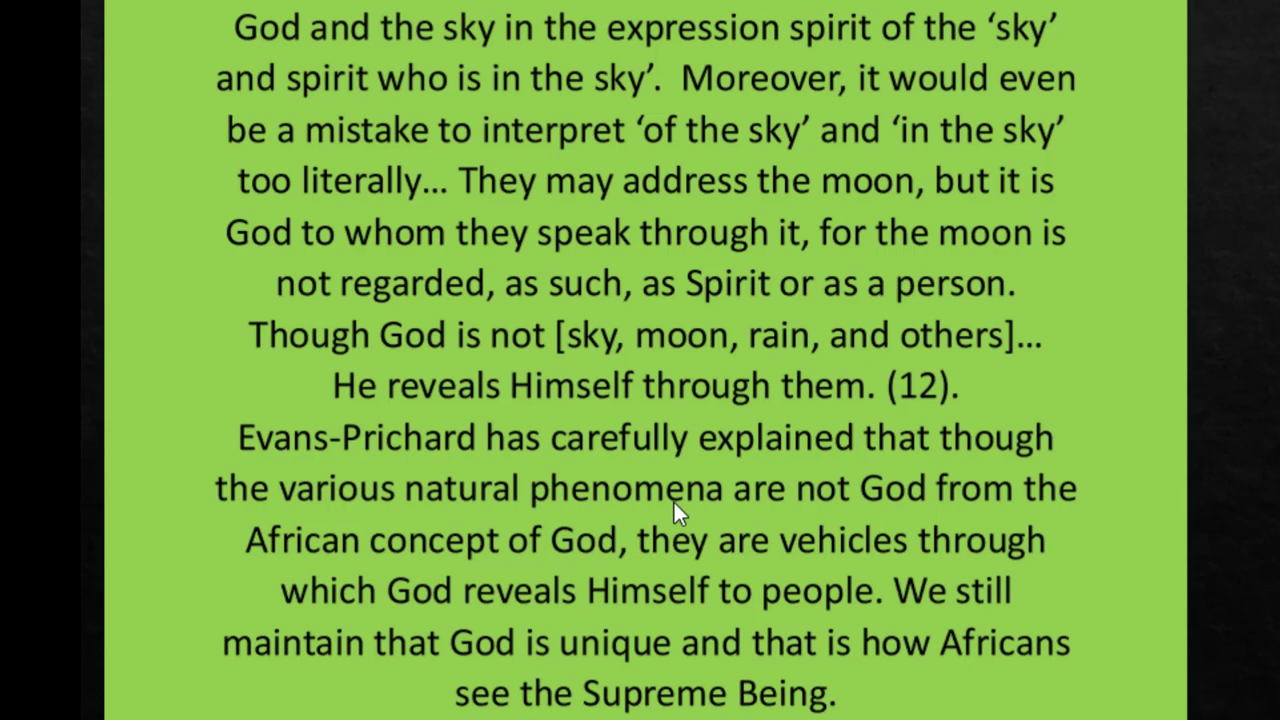 God and the sky in the expression spirit of the ‘sky’
and spirit who is in the sky’.  Moreover, it would even
be a mistake to interpret ‘of the sky’ and ‘in the sky’
too literally… They may address the moon, but it is
God to whom they speak through it, for the moon is
not regarded, as such, as Spirit or as a person.
Though God is not [sky, moon, rain, and others]…
He reveals Himself through them. (12).
Evans-Prichard has carefully explained that though
the various natural phenomena are not God from the
African concept of God, they are vehicles through
which God reveals Himself to people. We still
maintain that God is unique and that is how Africans
see the Supreme Being.